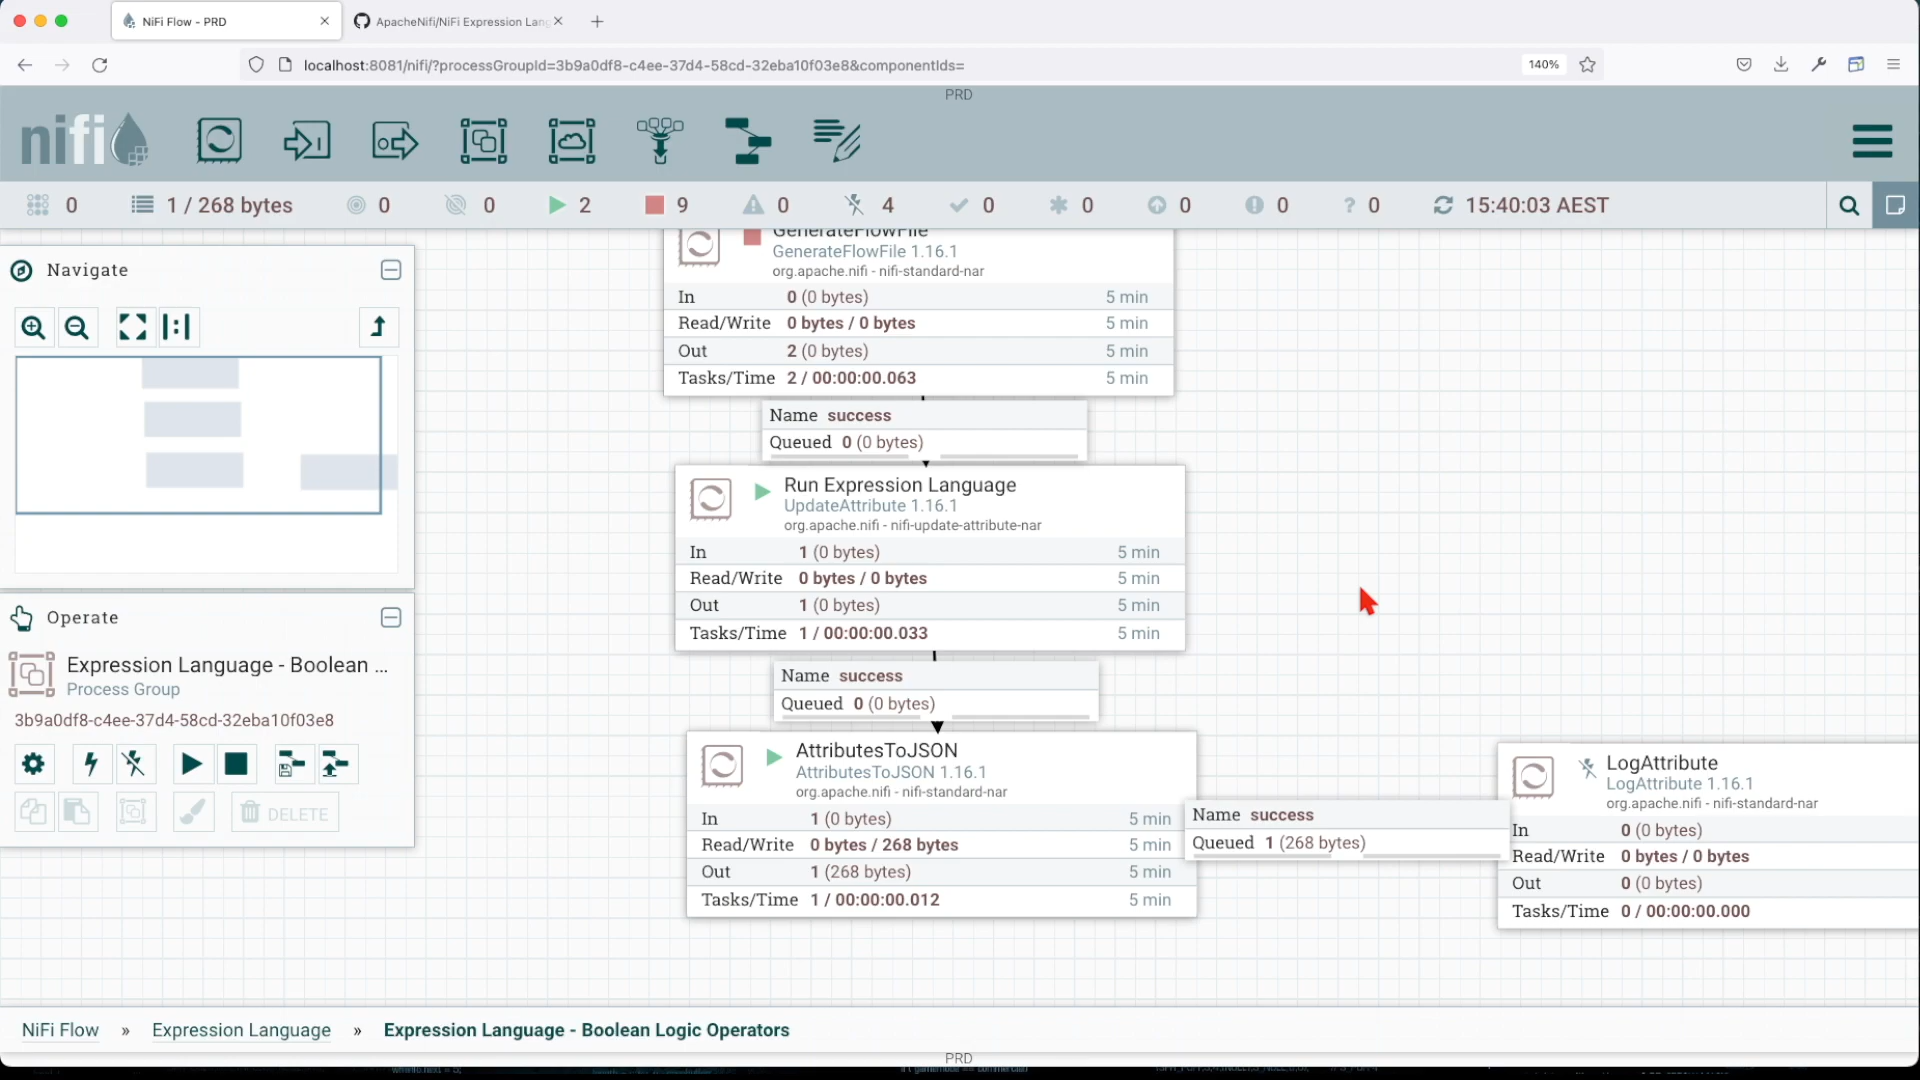 NiFi Flow - PRD
ApacheNifi/NiFi Expression Lang
localhost:8081/nifi/?processGroupId=3b9a0df8-c4ee-37d4-58cd-32eba10f03e8&componentIds=
140%
PRD
nifi
0
1 / 268 bytes
0
0
2
9
0
4
0
0
0
0
? 0
15:40:03 AEST
Navigate
GenerateFlowFile
GenerateFlowFile 1.16.1
org.apache.nifi - nifi-standard-nar
In 0 (0 bytes) 5 min
Read/Write 0 bytes / 0 bytes 5 min
Out 2 (0 bytes) 5 min
Tasks/Time 2 / 00:00:00.063 5 min
Name success
Queued 0 (0 bytes)
Run Expression Language
UpdateAttribute 1.16.1
org.apache.nifi - nifi-update-attribute-nar
In 1 (0 bytes) 5 min
Read/Write 0 bytes / 0 bytes 5 min
Out 1 (0 bytes) 5 min
Tasks/Time 1 / 00:00:00.033 5 min
Name success
Queued 0 (0 bytes)
Operate
Expression Language - Boolean ...
Process Group
3b9a0df8-c4ee-37d4-58cd-32eba10f03e8
DELETE
AttributesToJSON
AttributesToJSON 1.16.1
org.apache.nifi - nifi-standard-nar
In 1 (0 bytes) 5 min
Read/Write 0 bytes / 268 bytes 5 min
Out 1 (268 bytes) 5 min
Tasks/Time 1 / 00:00:00.012 5 min
Name success
Queued 1 (268 bytes)
LogAttribute
LogAttribute 1.16.1
org.apache.nifi - nifi-standard-nar
In 0 (0 bytes)
Read/Write 0 bytes / 0 bytes
Out 0 (0 bytes)
Tasks/Time 0 / 00:00:00.000
NiFi Flow » Expression Language » Expression Language - Boolean Logic Operators
PRD